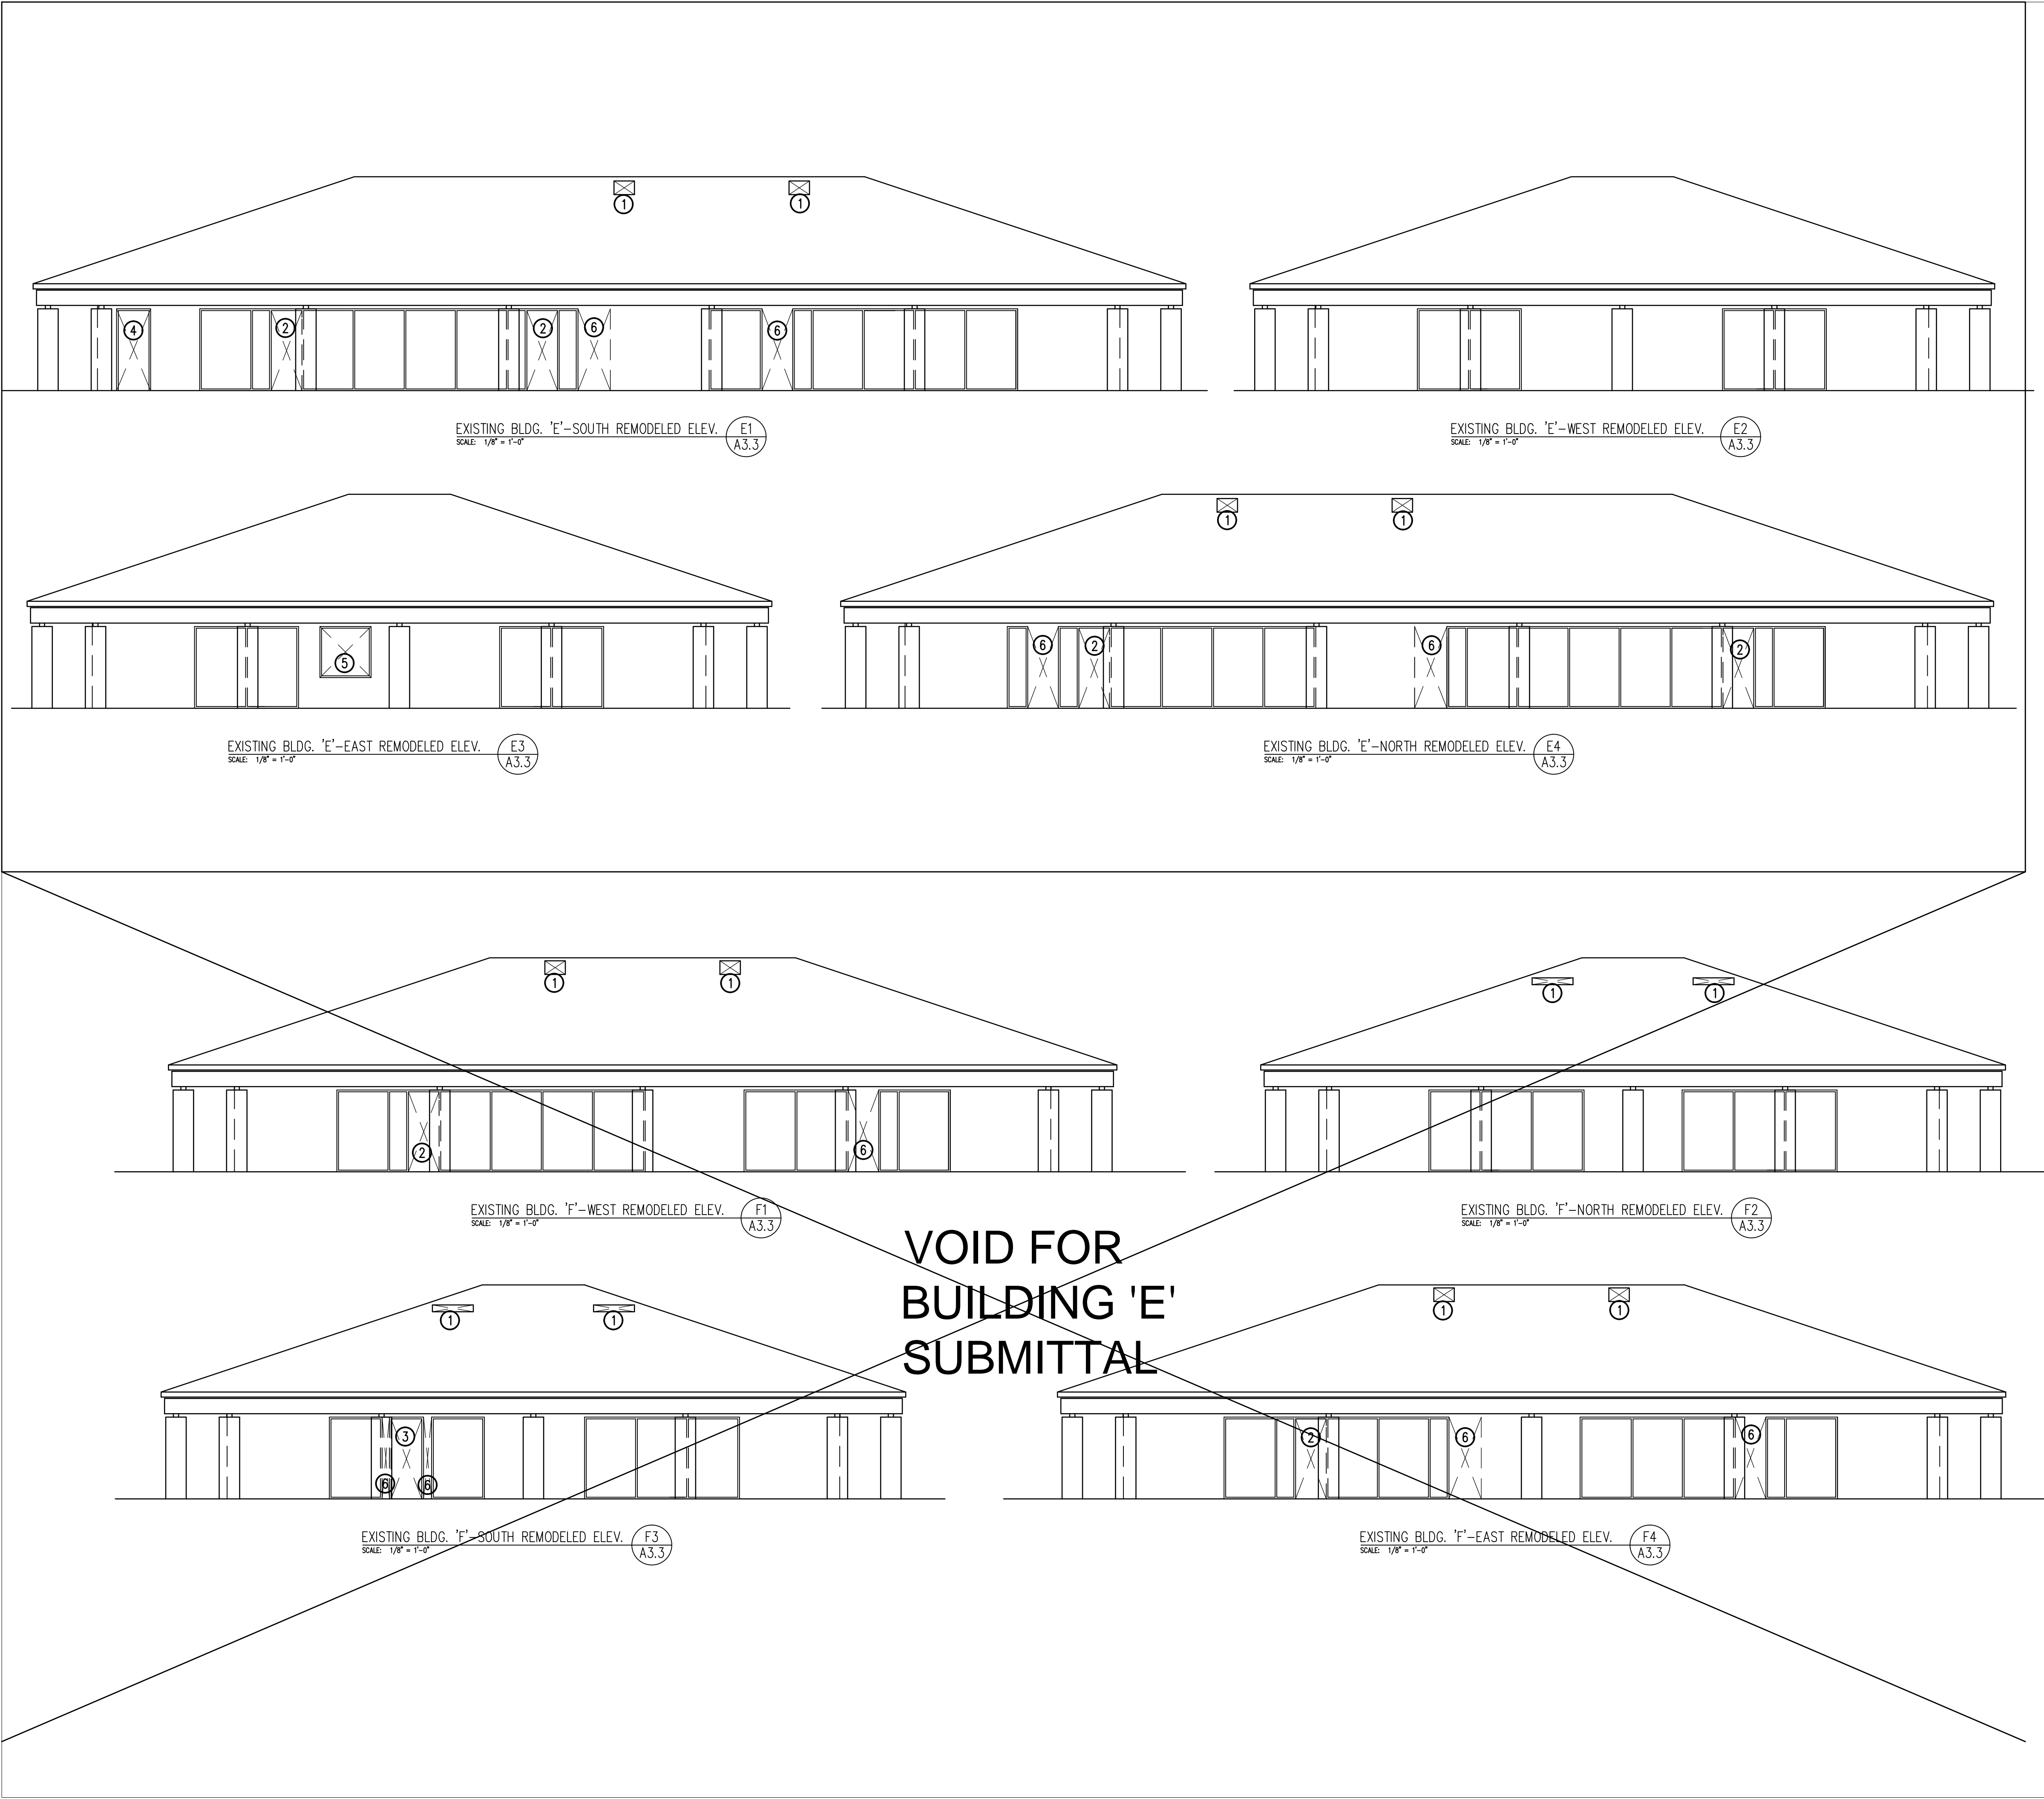 1
1
4
2
2
6
6
EXISTING BLDG. 'E'-SOUTH REMODELED ELEV.
SCALE: 1/8" = 1'-0"
E1
A3.3
EXISTING BLDG. 'E'-WEST REMODELED ELEV.
SCALE: 1/8" = 1'-0"
E2
A3.3
5
EXISTING BLDG. 'E'-EAST REMODELED ELEV.
SCALE: 1/8" = 1'-0"
E3
A3.3
1
1
6
2
6
2
EXISTING BLDG. 'E'-NORTH REMODELED ELEV.
SCALE: 1/8" = 1'-0"
E4
A3.3
1
1
2
6
EXISTING BLDG. 'F'-WEST REMODELED ELEV.
SCALE: 1/8" = 1'-0"
F1
A3.3
1
1
EXISTING BLDG. 'F'-NORTH REMODELED ELEV.
SCALE: 1/8" = 1'-0"
F2
A3.3
VOID FOR
BUILDING 'E'
SUBMITTAL
1
1
3
6
6
EXISTING BLDG. 'F'-SOUTH REMODELED ELEV.
SCALE: 1/8" = 1'-0"
F3
A3.3
1
1
2
6
6
EXISTING BLDG. 'F'-EAST REMODELED ELEV.
SCALE: 1/8" = 1'-0"
F4
A3.3